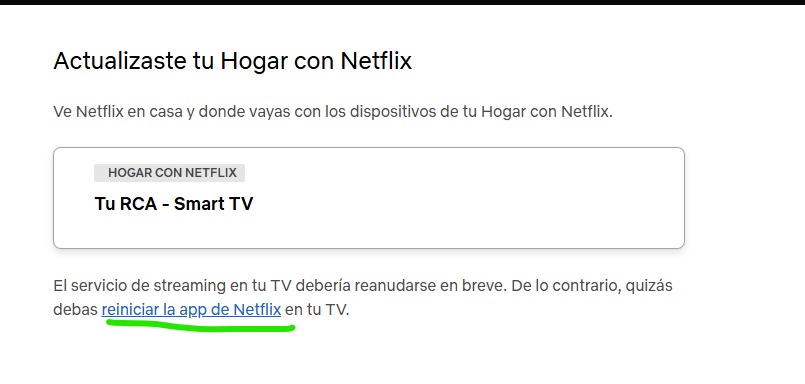 Actualizaste tu Hogar con Netflix
Ve Netflix en casa y donde vayas con los dispositivos de tu Hogar con Netflix.
HOGAR CON NETFLIX
Tu RCA - Smart TV
El servicio de streaming en tu TV debería reanudarse en breve. De lo contrario, quizás
debas reiniciar la app de Netflix en tu TV.